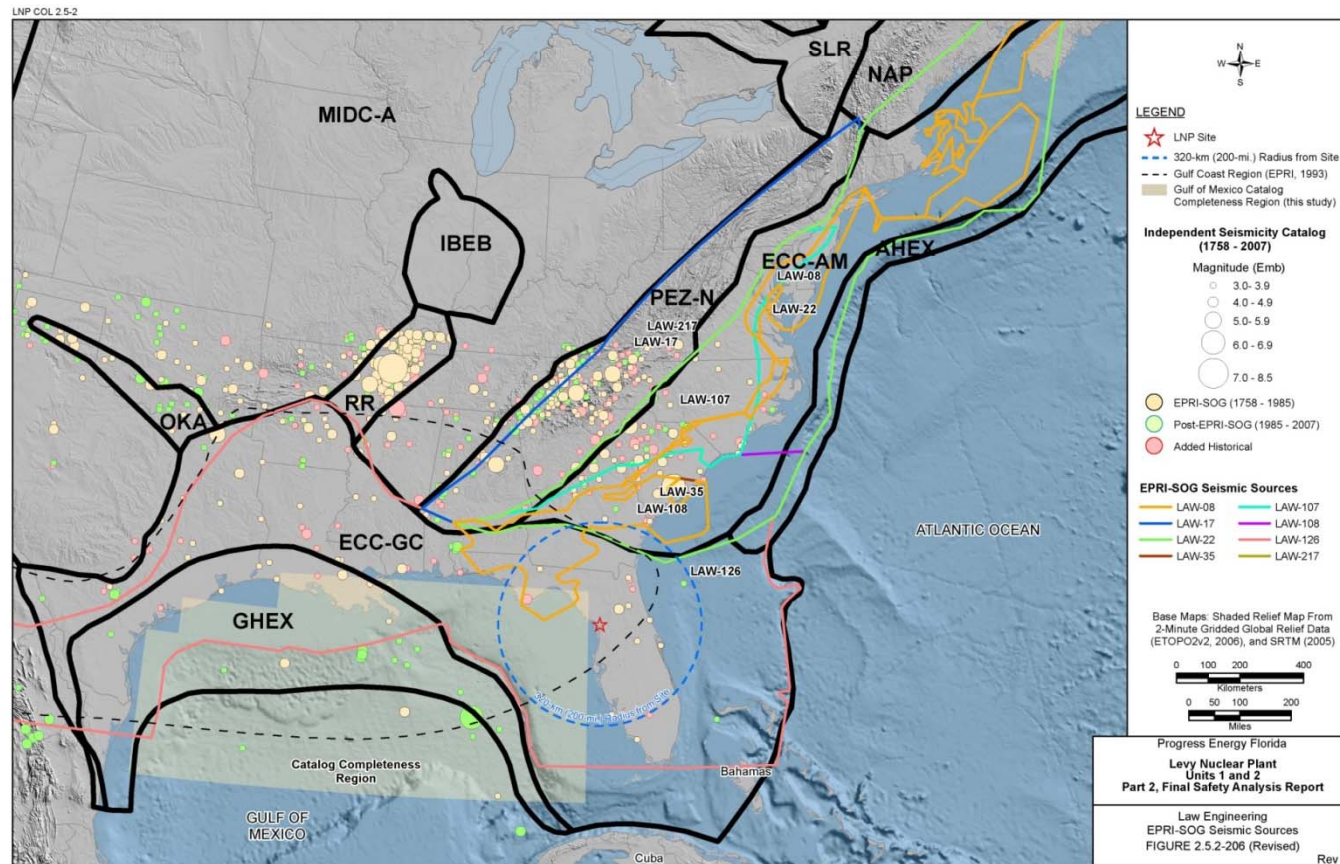 LNP COL 2.5-2
SLR
NAP
MIDC-A
IBEB
ECC-AM
AHEX
LAW-08
LAW-22
PEZ-N
LAW-217
LAW-17
LAW-107
OKA
RR
LAW-35
LAW-108
ECC-GC
LAW-126
ATLANTIC OCEAN
GHEX
320-km (200-mi.) Radius from Site
Catalog Completeness
Region
Bahamas
GULF OF
MEXICO
Cuba
N
W
E
S
LEGEND
LNP Site
320-km (200-mi.) Radius from Site
Gulf Coast Region (EPRI, 1993)
Gulf of Mexico Catalog
Completeness Region (this study)
Independent Seismicity Catalog
(1758 - 2007)
Magnitude (Emb)
3.0- 3.9
4.0 - 4.9
5.0 - 5.9
6.0 - 6.9
7.0 - 8.5
EPRI-SOG (1758 - 1985)
Post-EPRI-SOG (1985 - 2007)
Added Historical
EPRI-SOG Seismic Sources
LAW-08 LAW-107
LAW-17 LAW-108
LAW-22 LAW-126
LAW-35 LAW-217
Base Maps: Shaded Relief Map From
2-Minute Gridded Global Relief Data
(ETOPO2v2, 2006), and SRTM (2005)
0 100 200 400
Kilometers
0 50 100 200
Miles
Progress Energy Florida
Levy Nuclear Plant
Units 1 and 2
Part 2, Final Safety Analysis Report
Law Engineering
EPRI-SOG Seismic Sources
FIGURE 2.5.2-206 (Revised)
Rev